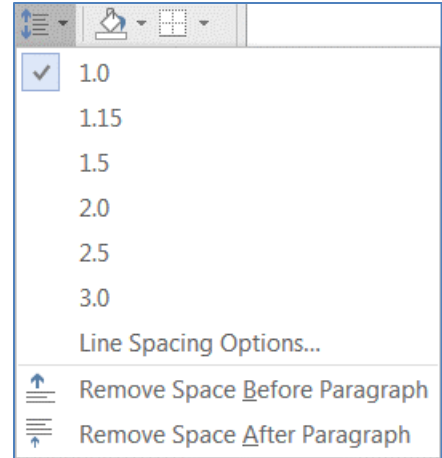 1.0
1.15
1.5
2.0
2.5
3.0
Line Spacing Options...
Remove Space Before Paragraph
Remove Space After Paragraph